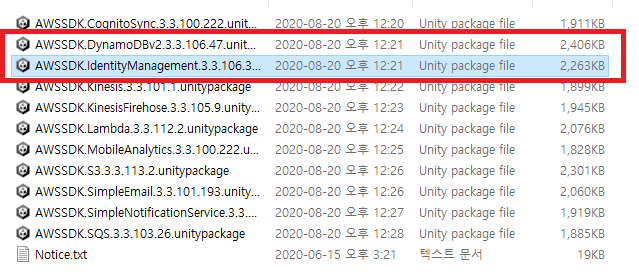 AWSSDK.CognitoSync.3.3.100.222.unit... 2020-08-20 오후 12:20 Unity package file 1,911KB
AWSSDK.DynamoDBv2.3.3.106.47.unit... 2020-08-20 오후 12:21 Unity package file 2,406KB
AWSSDK.IdentityManagement.3.3.106.3... 2020-08-20 오후 12:21 Unity package file 2,263KB
AWSSDK.Kinesis.3.3.101.1.unitypackage 2020-08-20 오후 12:22 Unity package file 1,899KB
AWSSDK.KinesisFirehose.3.3.105.9.unity... 2020-08-20 오후 12:23 Unity package file 1,945KB
AWSSDK.Lambda.3.3.112.2.unitypackage 2020-08-20 오후 12:24 Unity package file 2,076KB
AWSSDK.MobileAnalytics.3.3.100.222.un... 2020-08-20 오후 12:25 Unity package file 1,828KB
AWSSDK.S3.3.3.113.2.unitypackage 2020-08-20 오후 12:26 Unity package file 2,301KB
AWSSDK.SimpleEmail.3.3.101.193.unity... 2020-08-20 오후 12:26 Unity package file 2,060KB
AWSSDK.SimpleNotificationService.3.3.... 2020-08-20 오후 12:27 Unity package file 1,919KB
AWSSDK.SQS.3.3.103.26.unitypackage 2020-08-20 오후 12:28 Unity package file 1,885KB
Notice.txt 2020-06-15 오후 3:21 텍스트 문서 19KB